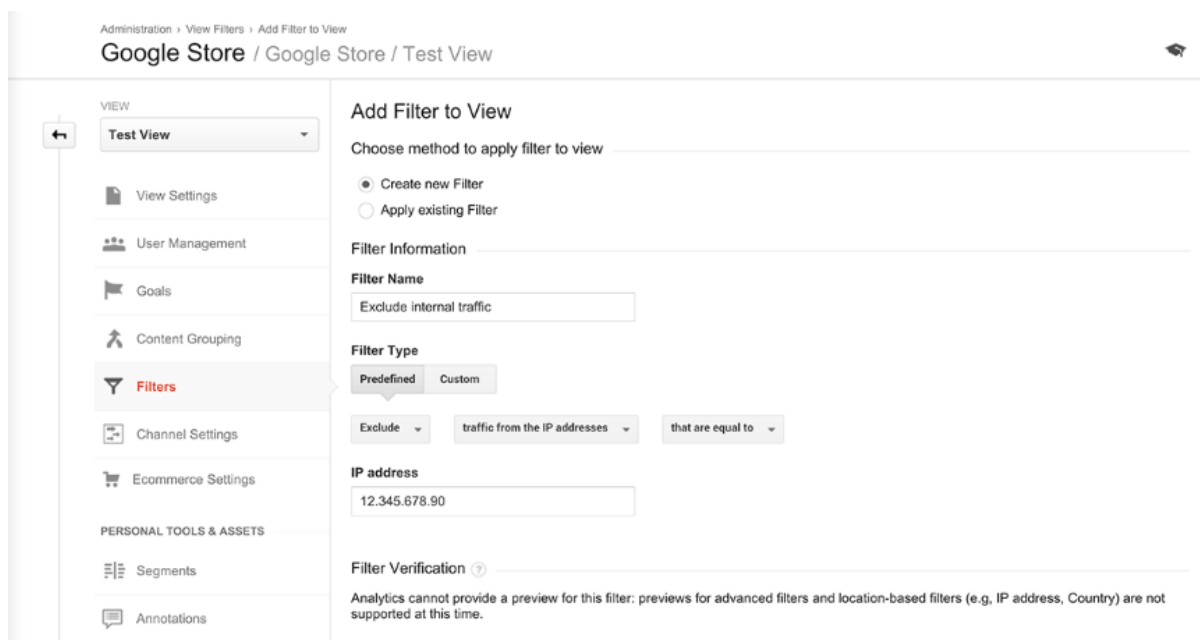 Administration › View Filters › Add Filter to View
Google Store / Google Store / Test View
VIEW
Test View
View Settings
User Management
Goals
Content Grouping
Filters
Channel Settings
Ecommerce Settings
PERSONAL TOOLS & ASSETS
Segments
Annotations
Add Filter to View
Choose method to apply filter to view
Create new Filter
Apply existing Filter
Filter Information
Filter Name
Exclude internal traffic
Filter Type
Predefined Custom
Exclude traffic from the IP addresses that are equal to
IP address
12.345.678.90
Filter Verification ?
Analytics cannot provide a preview for this filter: previews for advanced filters and location-based filters (e.g, IP address, Country) are not
supported at this time.